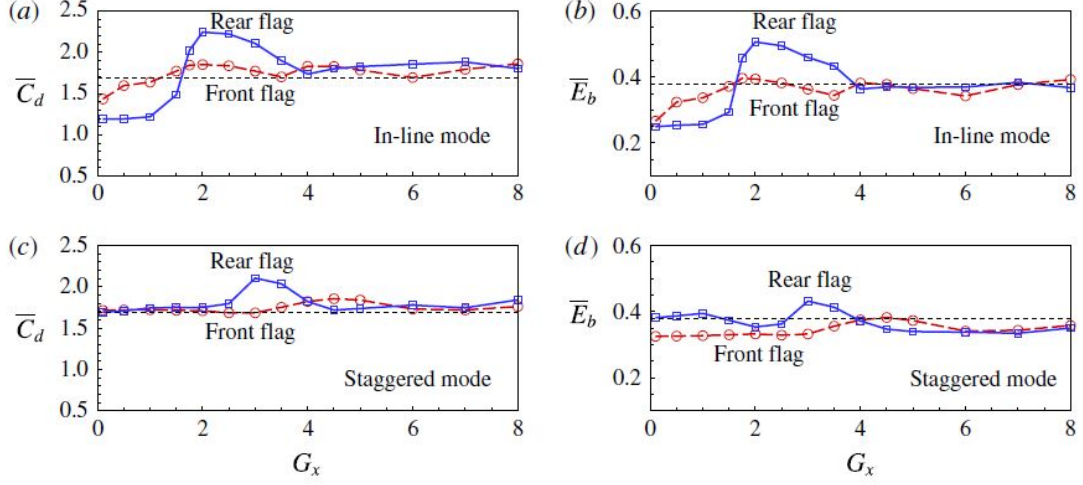 (a)
2.5
2.0
1.5
1.0
0.5
C̅d
Rear flag
Front flag
In-line mode
0 2 4 6 8
(b)
0.6
0.4
0.2
E̅b
Rear flag
Front flag
In-line mode
0 2 4 6 8
(c)
2.5
2.0
1.5
1.0
0.5
C̅d
Rear flag
Front flag
Staggered mode
0 2 4 6 8
Gx
(d)
0.6
0.4
0.2
E̅b
Rear flag
Front flag
Staggered mode
0 2 4 6 8
Gx